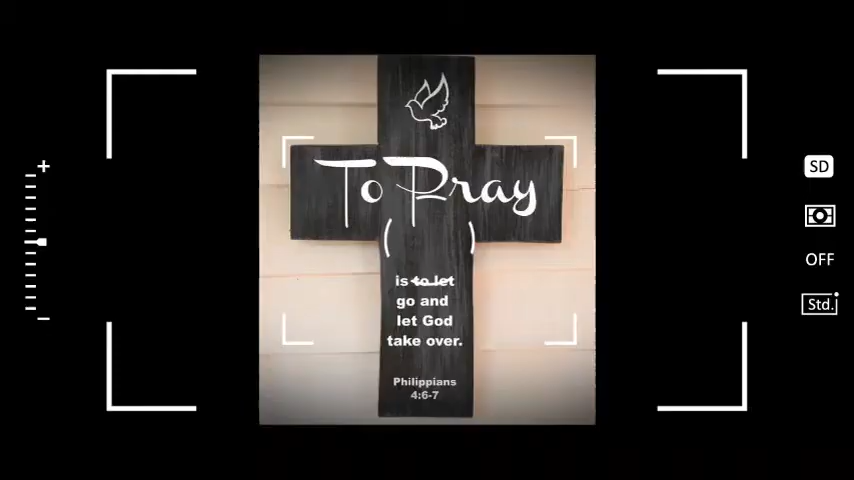 To Pray
is to let
go and
let God
take over.
Philippians
4:6-7
SD
OFF
Std.